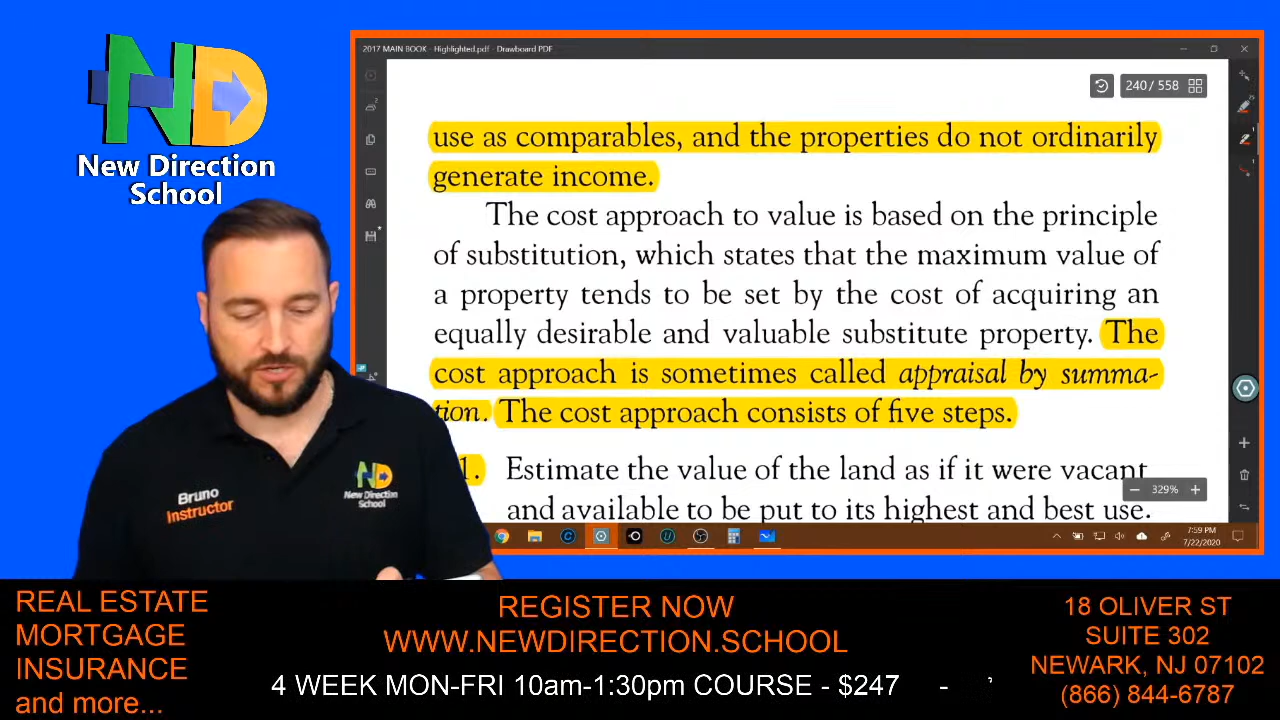 ND
New Direction
School
2017 MAIN BOOK - Highlighted.pdf - Drawboard PDF
240 / 558
use as comparables, and the properties do not ordinarily
generate income.
The cost approach to value is based on the principle
of substitution, which states that the maximum value of
a property tends to be set by the cost of acquiring an
equally desirable and valuable substitute property. The
cost approach is sometimes called appraisal by summa-
tion. The cost approach consists of five steps.
1. Estimate the value of the land as if it were vacant
and available to be put to its highest and best use.
329%
7:59 PM
7/22/2020
Bruno
Instructor
ND
New Direction
School
REAL ESTATE
MORTGAGE
INSURANCE
and more...
REGISTER NOW
WWW.NEWDIRECTION.SCHOOL
4 WEEK MON-FRI 10am-1:30pm COURSE - $247 -
18 OLIVER ST
SUITE 302
NEWARK, NJ 07102
(866) 844-6787